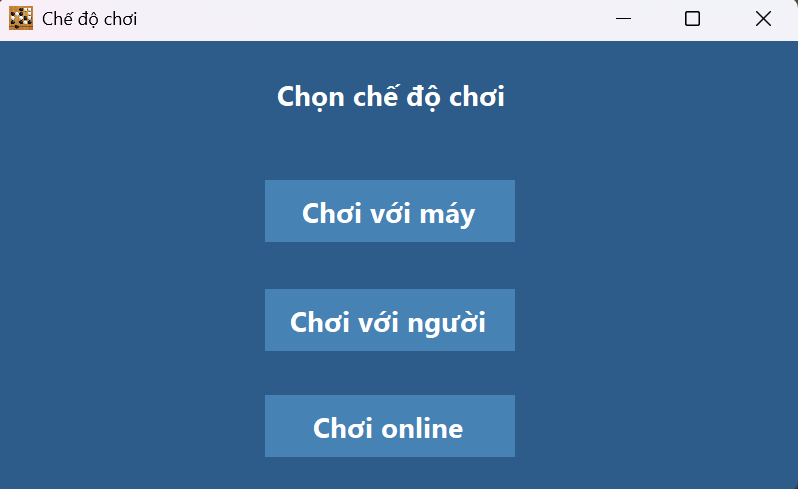 Chế độ chơi
Chọn chế độ chơi
Chơi với máy
Chơi với người
Chơi online